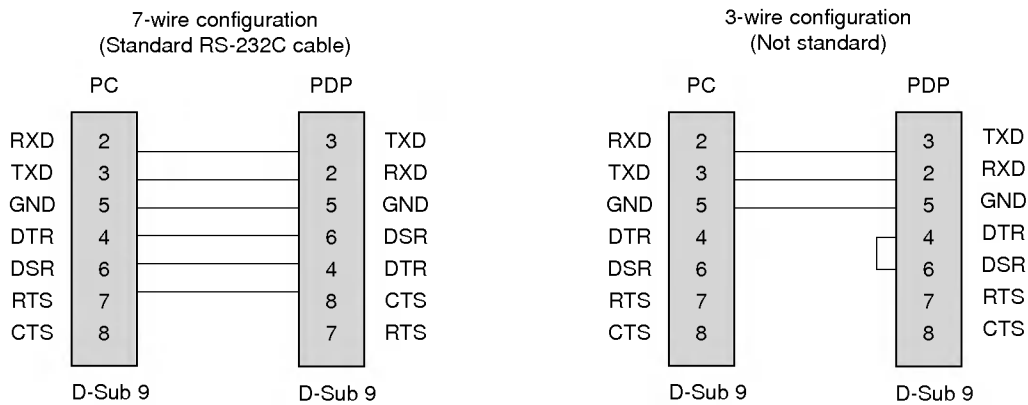 7-wire configuration
(Standard RS-232C cable)
PC PDP
RXD 2 3 TXD
TXD 3 2 RXD
GND 5 5 GND
DTR 4 6 DSR
DSR 6 4 DTR
RTS 7 8 CTS
CTS 8 7 RTS
D-Sub 9 D-Sub 9
3-wire configuration
(Not standard)
PC PDP
RXD 2 3 TXD
TXD 3 2 RXD
GND 5 5 GND
DTR 4 4 DTR
DSR 6 6 DSR
RTS 7 7 RTS
CTS 8 8 CTS
D-Sub 9 D-Sub 9